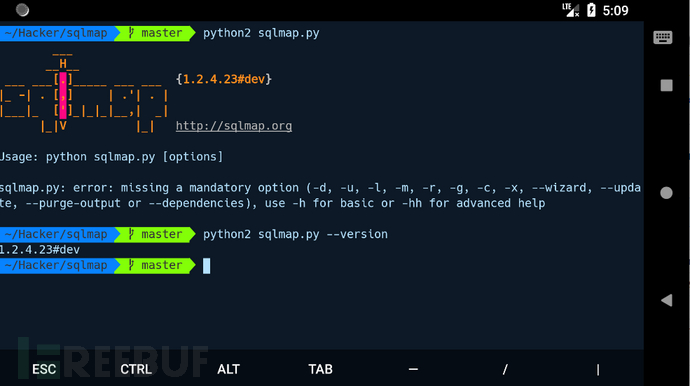 LTE 5:09
~/Hacker/sqlmap master python2 sqlmap.py
        ___
       __H__
 ___ ___[.]_____ ___ ___  {1.2.4.23#dev}
|_ -| . [,]     | .'| . |
|___|_  ["]_|_|_|__,|  _|
      |_|V          |_|   http://sqlmap.org
Usage: python sqlmap.py [options]
sqlmap.py: error: missing a mandatory option (-d, -u, -l, -m, -r, -g, -c, -x, --wizard, --upda
te, --purge-output or --dependencies), use -h for basic or -hh for advanced help
~/Hacker/sqlmap master python2 sqlmap.py --version
1.2.4.23#dev
~/Hacker/sqlmap master
FREEBUF
ESC CTRL ALT TAB — / |